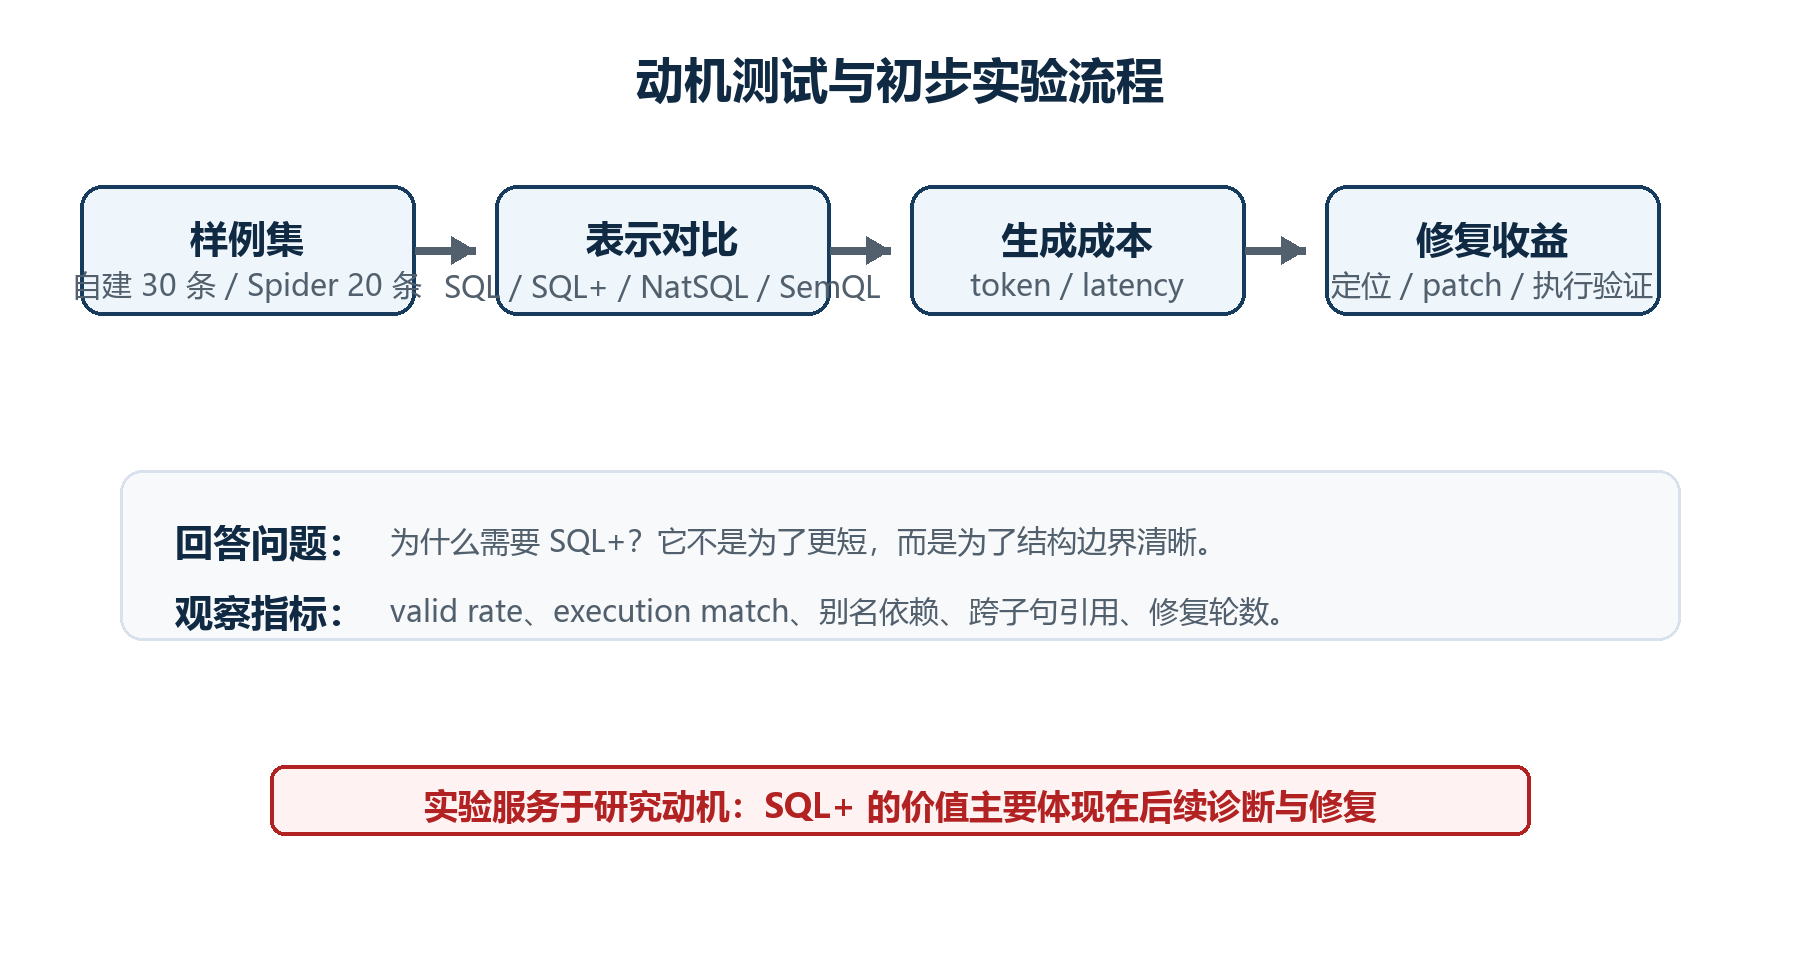 动机测试与初步实验流程
样例集
自建 30 条 / Spider 20 条
表示对比
SQL / SQL+ / NatSQL / SemQL
生成成本
token / latency
修复收益
定位 / patch / 执行验证
回答问题： 为什么需要 SQL+？它不是为了更短，而是为了结构边界清晰。
观察指标： valid rate、execution match、别名依赖、跨子句引用、修复轮数。
实验服务于研究动机：SQL+ 的价值主要体现在后续诊断与修复